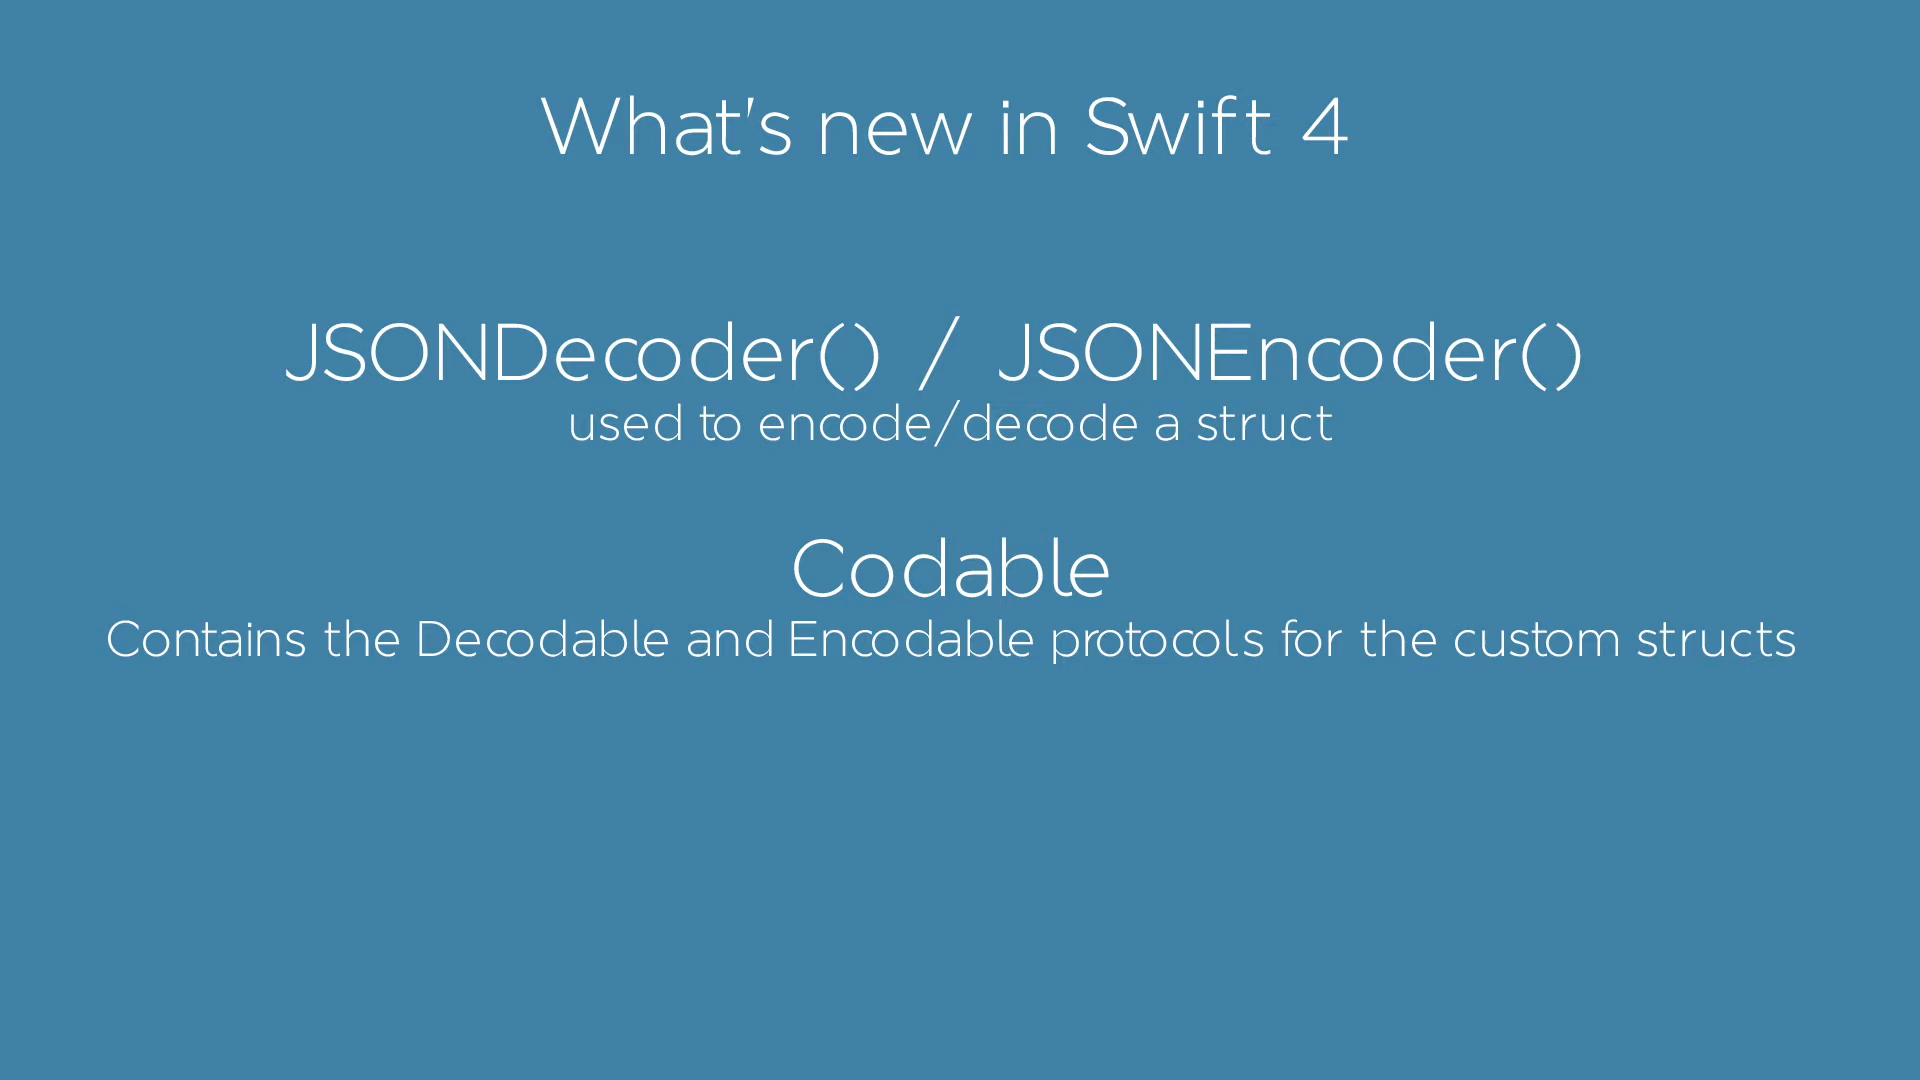 What's new in Swift 4
JSONDecoder() / JSONEncoder()
used to encode/decode a struct
Codable
Contains the Decodable and Encodable protocols for the custom structs